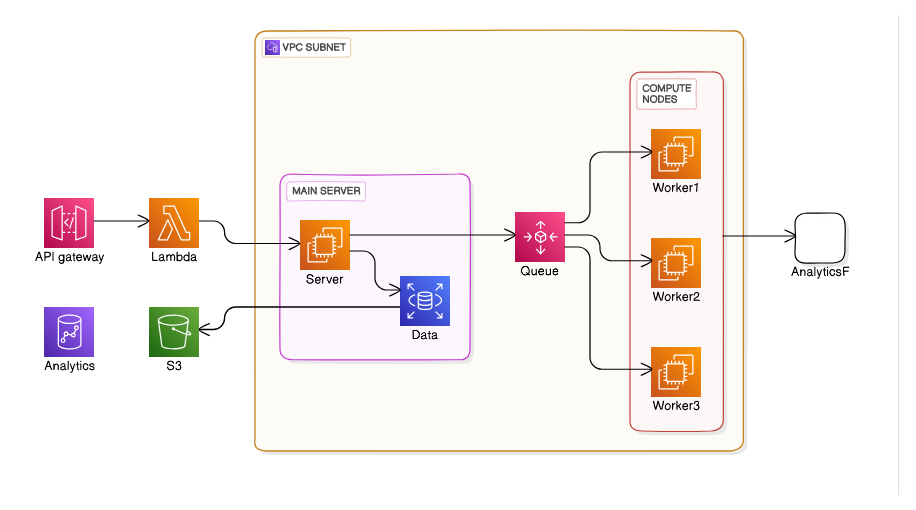 VPC SUBNET
COMPUTE
NODES
Worker1
MAIN SERVER
API gateway
Lambda
Server
Queue
Worker2
AnalyticsF
Analytics
S3
Data
Worker3